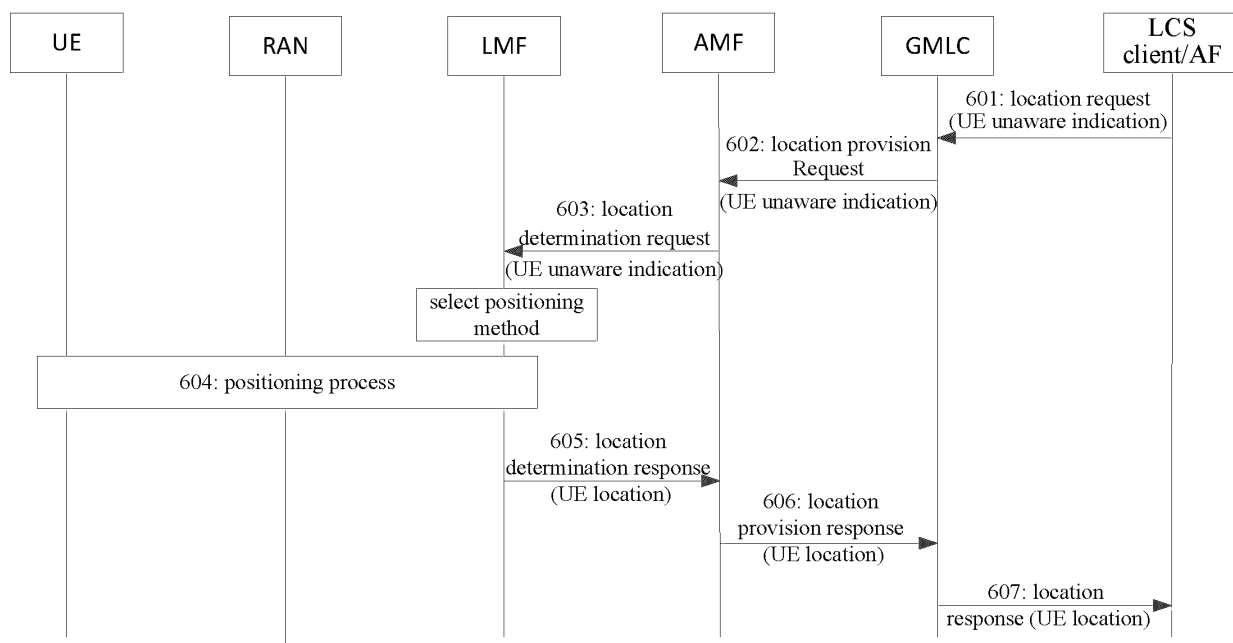 UE
RAN
LMF
AMF
GMLC
LCS
client/AF
601: location request
(UE unaware indication)
602: location provision
Request
(UE unaware indication)
603: location
determination request
(UE unaware indication)
select positioning
method
604: positioning process
605: location
determination response
(UE location)
606: location
provision response
(UE location)
607: location
response (UE location)